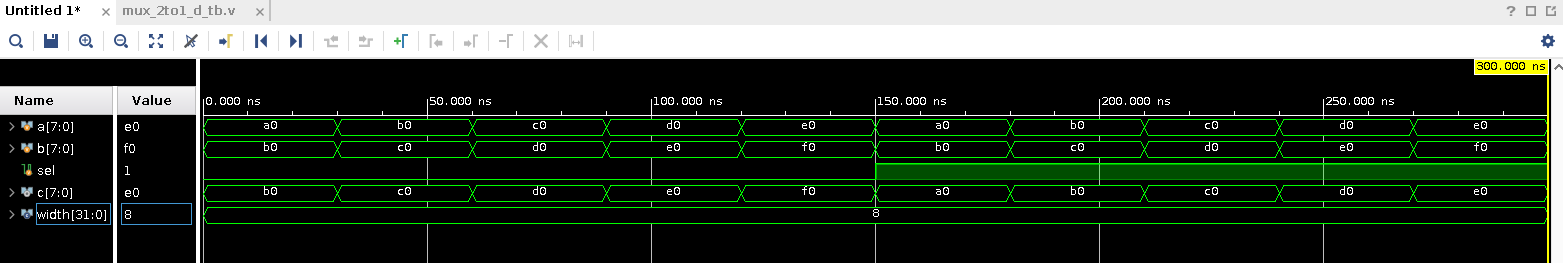 Untitled 1* × mux_2to1_d_tb.v × ?
300.000 ns
Name Value 0.000 ns 50.000 ns 100.000 ns 150.000 ns 200.000 ns 250.000 ns
a[7:0] e0 a0 b0 c0 d0 e0 a0 b0 c0 d0 e0
b[7:0] f0 b0 c0 d0 e0 f0 b0 c0 d0 e0 f0
sel 1
c[7:0] e0 b0 c0 d0 e0 f0 a0 b0 c0 d0 e0
width[31:0] 8 8